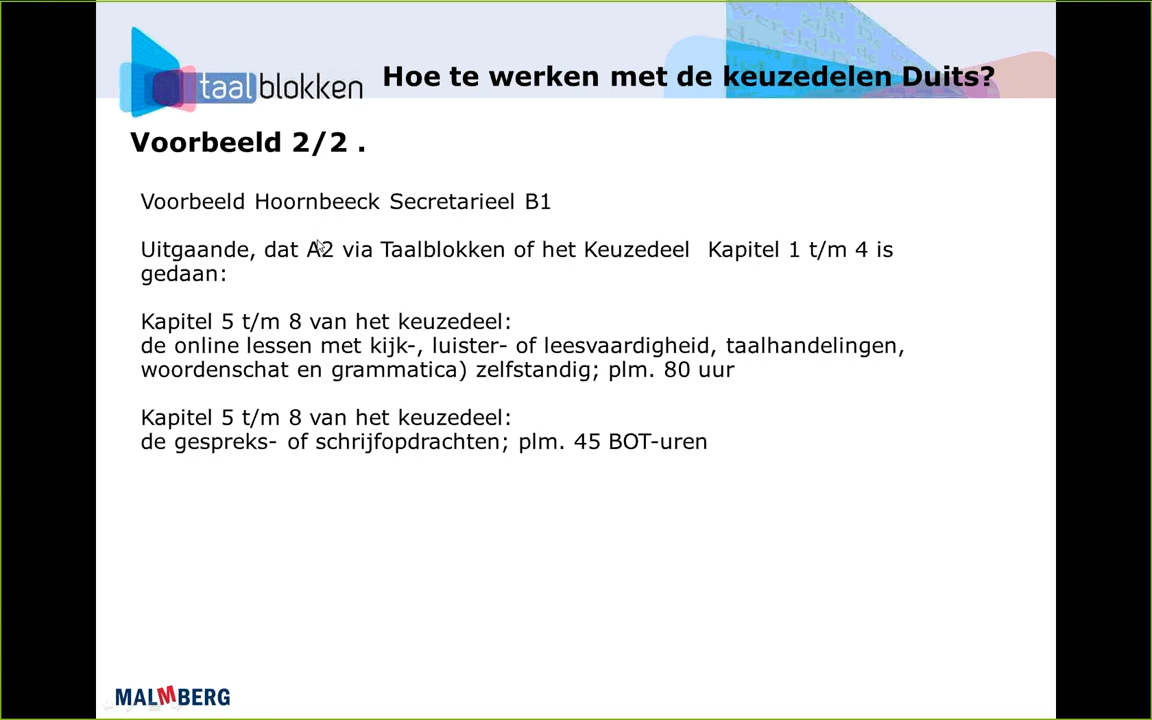 taalblokken
Hoe te werken met de keuzedelen Duits?
Voorbeeld 2/2 .
Voorbeeld Hoornbeeck Secretarieel B1
Uitgaande, dat A2 via Taalblokken of het Keuzedeel Kapitel 1 t/m 4 is
gedaan:
Kapitel 5 t/m 8 van het keuzedeel:
de online lessen met kijk-, luister- of leesvaardigheid, taalhandelingen,
woordenschat en grammatica) zelfstandig; plm. 80 uur
Kapitel 5 t/m 8 van het keuzedeel:
de gespreks- of schrijfopdrachten; plm. 45 BOT-uren
MALMBERG